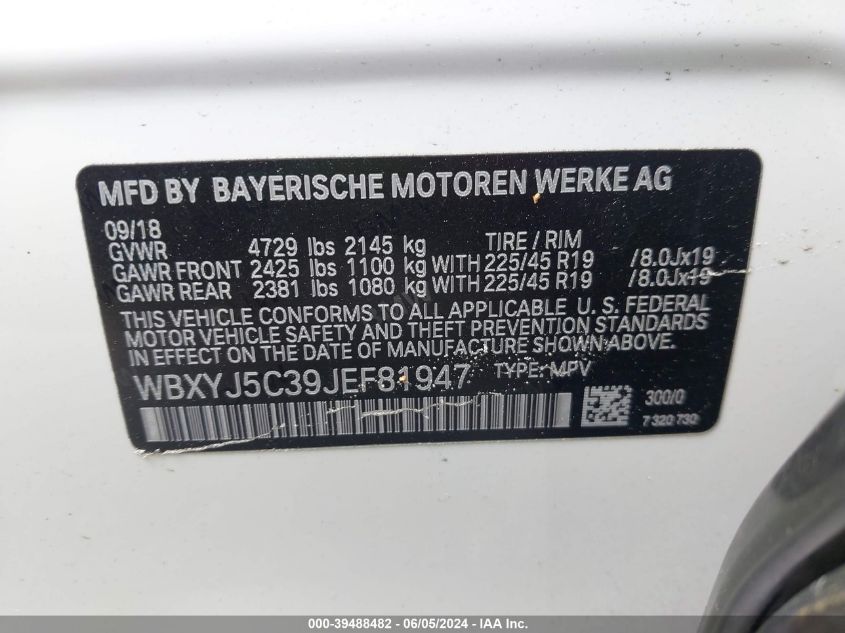 MFD BY BAYERISCHE MOTOREN WERKE AG
09/18
GVWR 4729 lbs 2145 kg TIRE / RIM
GAWR FRONT 2425 lbs 1100 kg WITH 225/45 R19 /8.0Jx19
GAWR REAR 2381 lbs 1080 kg WITH 225/45 R19 /8.0Jx19
THIS VEHICLE CONFORMS TO ALL APPLICABLE U. S. FEDERAL
MOTOR VEHICLE SAFETY AND THEFT PREVENTION STANDARDS
IN EFFECT ON THE DATE OF MANUFACTURE SHOWN ABOVE.
WBXYJ5C39JEF81947 TYPE: MPV
300/0
7 320 730
000-39488482 - 06/05/2024 - IAA Inc.